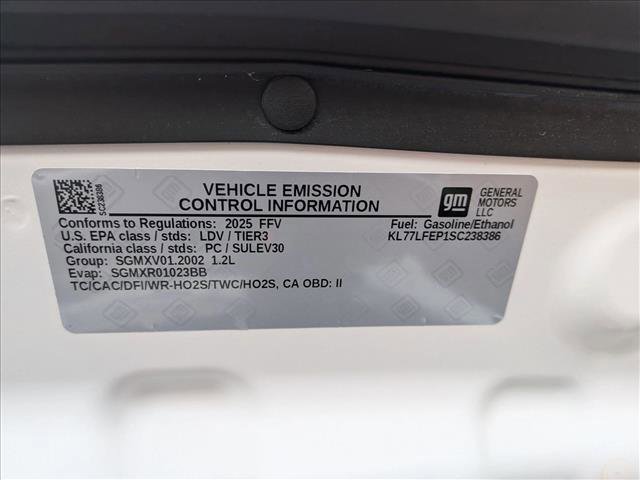 SC238386
VEHICLE EMISSION
CONTROL INFORMATION
gm
GENERAL
MOTORS
LLC
Conforms to Regulations: 2025 FFV
Fuel: Gasoline/Ethanol
U.S. EPA class / stds: LDV / TIER3
KL77LFEP1SC238386
California class / stds: PC / SULEV30
Group: SGMXV01.2002 1.2L
Evap: SGMXR01023BB
TC/CAC/DFI/WR-HO2S/TWC/HO2S, CA OBD: II